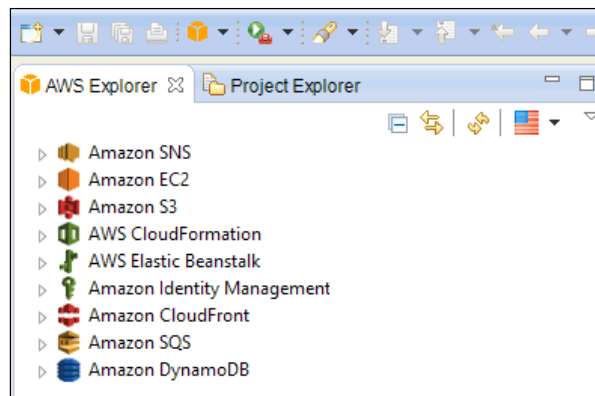 AWS Explorer Project Explorer
Amazon SNS
Amazon EC2
Amazon S3
AWS CloudFormation
AWS Elastic Beanstalk
Amazon Identity Management
Amazon CloudFront
Amazon SQS
Amazon DynamoDB